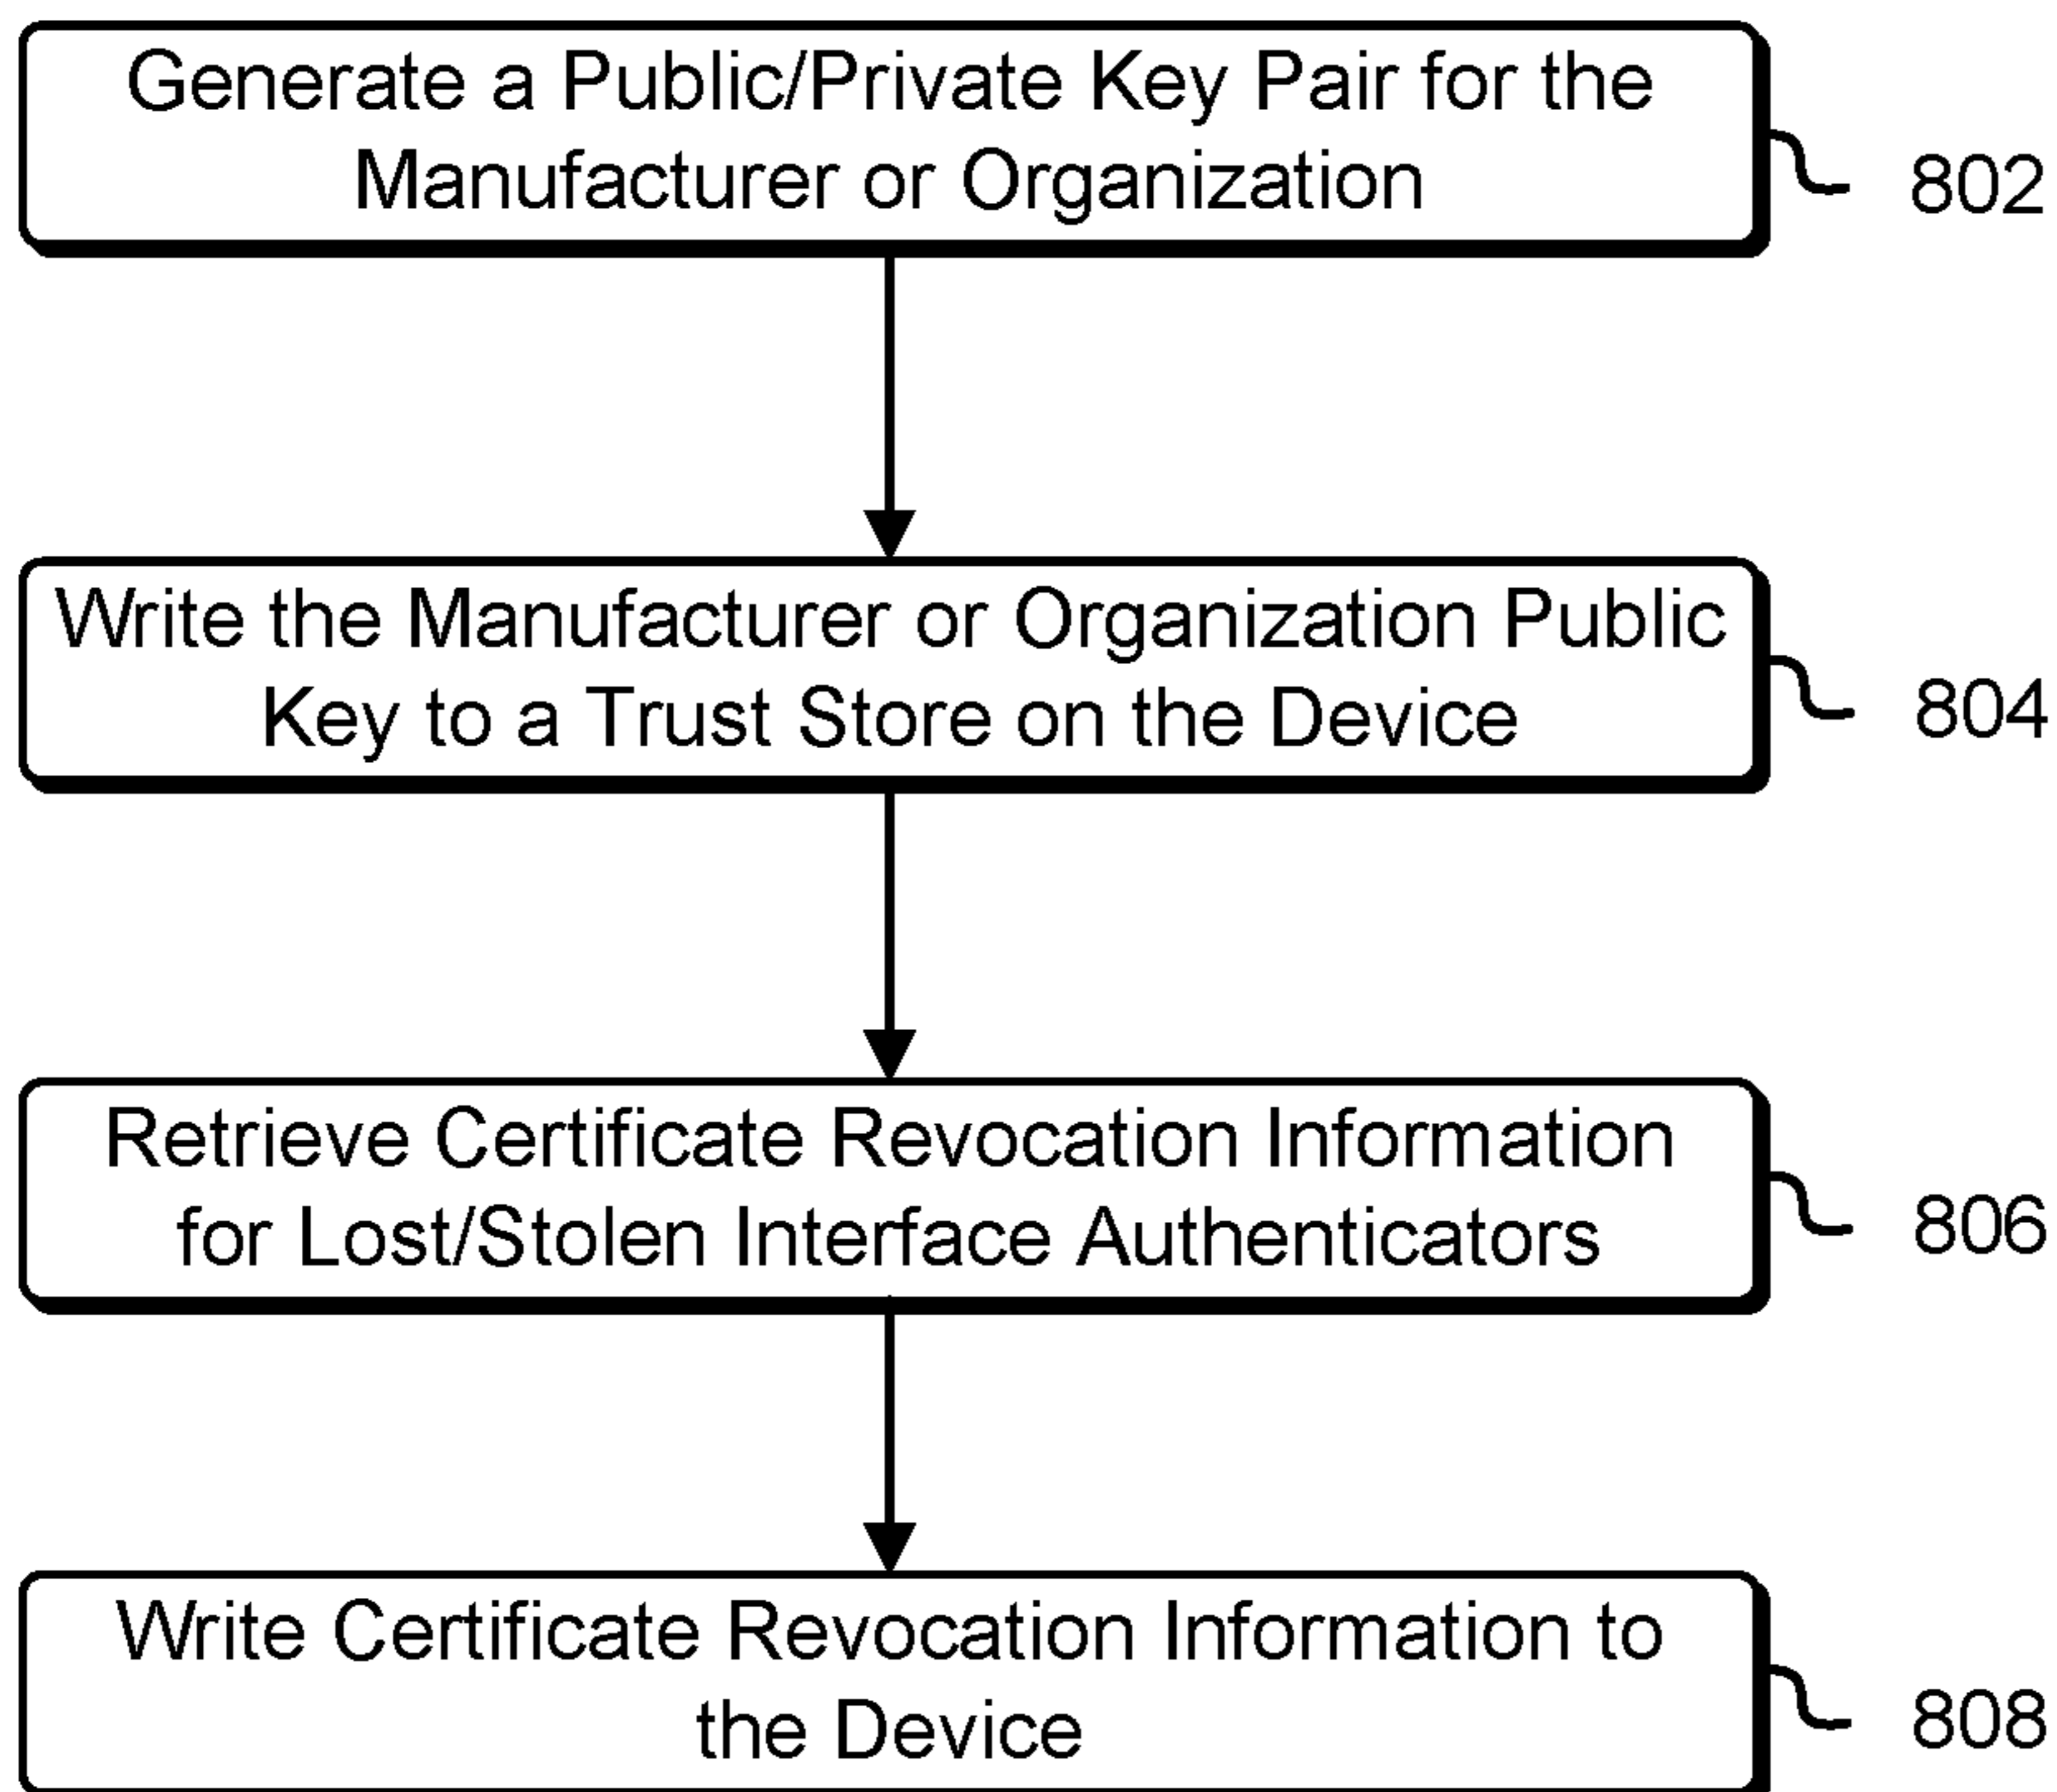 Generate a Public/Private Key Pair for the
Manufacturer or Organization
802
Write the Manufacturer or Organization Public
Key to a Trust Store on the Device
804
Retrieve Certificate Revocation Information
for Lost/Stolen Interface Authenticators
806
Write Certificate Revocation Information to
the Device
808